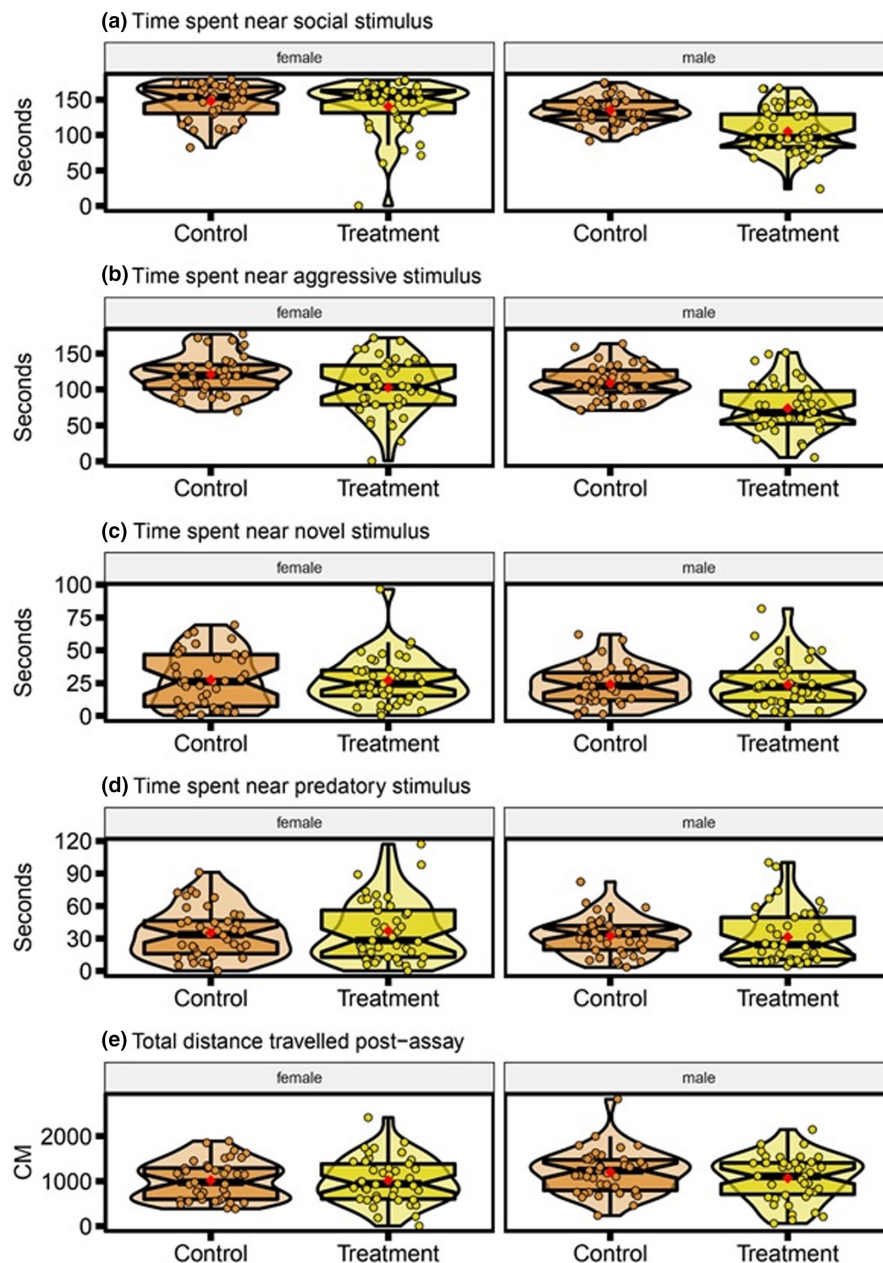 (a) Time spent near social stimulus
female male
Seconds
150
100
50
0
Control Treatment Control Treatment
(b) Time spent near aggressive stimulus
female male
Seconds
150
100
50
0
Control Treatment Control Treatment
(c) Time spent near novel stimulus
female male
Seconds
100
75
50
25
0
Control Treatment Control Treatment
(d) Time spent near predatory stimulus
female male
Seconds
120
90
60
30
0
Control Treatment Control Treatment
(e) Total distance travelled post−assay
female male
CM
2000
1000
0
Control Treatment Control Treatment